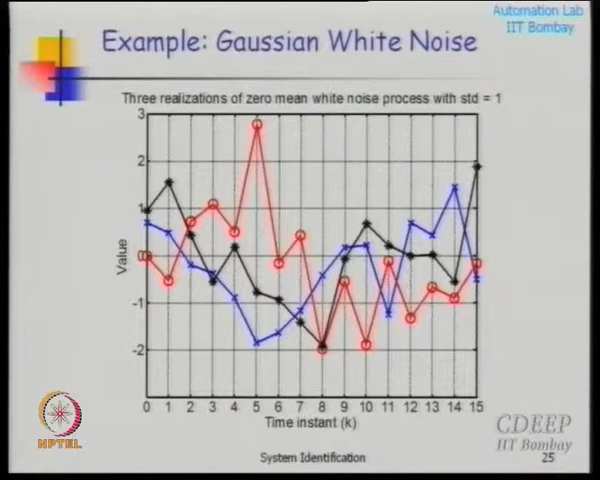 Automation Lab
IIT Bombay
Example: Gaussian White Noise
Three realizations of zero mean white noise process with std = 1
3
2
1
-1
-2
Value
0 1 2 3 4 5 6 7 8 9 10 11 12 13 14 15
Time instant (k)
NPTEL
CDEEP
IIT Bombay
System Identification
25